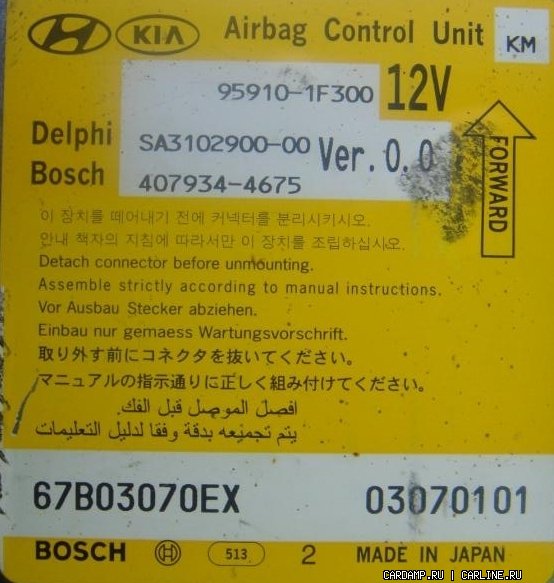 KIA Airbag Control Unit KM
95910-1F300 12V
Delphi SA3102900-00 Ver.0.0
Bosch 407934-4675
FORWARD
이 장치를 떼어내기 전에 커넥터를 분리시키시오.
안내 책자의 지침에 따라서만 이 장치를 조립하십시오.
Detach connector before unmounting.
Assemble strictly according to manual instructions.
Vor Ausbau Stecker abziehen.
Einbau nur gemaess Wartungsvorschrift.
取り外す前にコネクタを抜いてください。
マニュアルの指示通りに正しく組み付けてください。
افصل الموصل قبل الفك.
يتم تجميعه بدقة وفقا لدليل التعليمات
67B03070EX 03070101
BOSCH 513 2 MADE IN JAPAN
CARDAMP.RU | CARLINE.RU